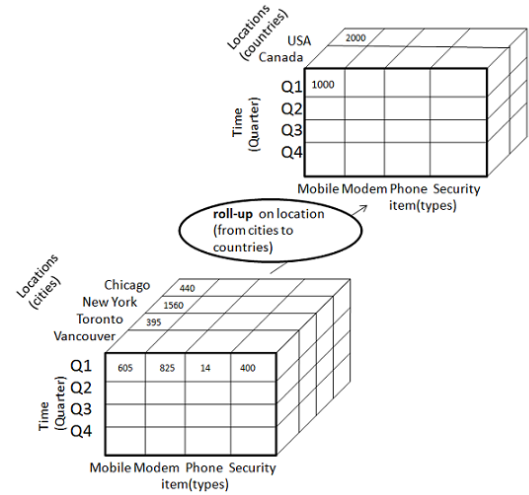 Locations
(countries)
USA
Canada
2000
Time
(Quarter)
Q1
Q2
Q3
Q4
1000
Mobile Modem Phone Security
item(types)
roll-up on location
(from cities to
countries)
Locations
(cities)
Chicago
New York
Toronto
Vancouver
440
1560
395
Time
(Quarter)
Q1
Q2
Q3
Q4
605 825 14 400
Mobile Modem Phone Security
item(types)